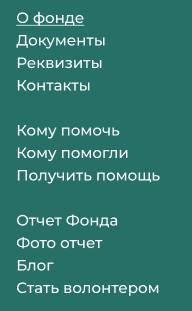 О фонде
Документы
Реквизиты
Контакты
Кому помочь
Кому помогли
Получить помощь
Отчет Фонда
Фото отчет
Блог
Стать волонтером